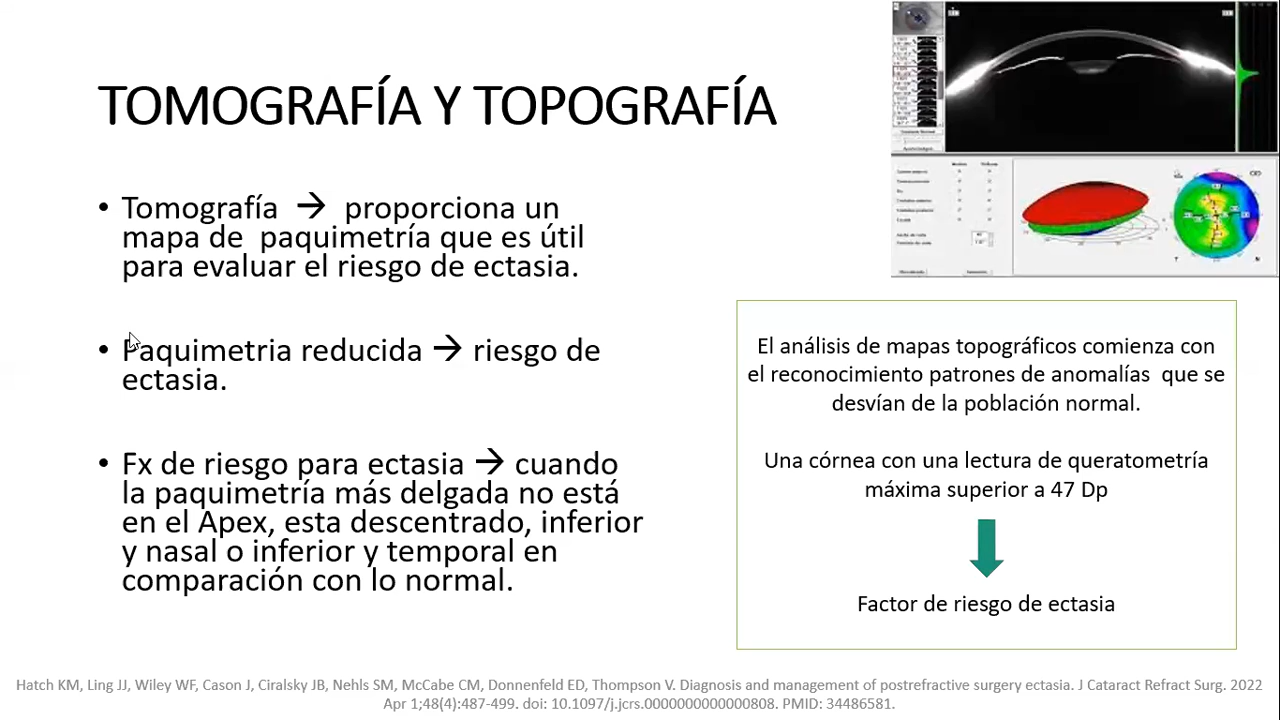 TOMOGRAFÍA Y TOPOGRAFÍA
• Tomografía → proporciona un
mapa de paquimetría que es útil
para evaluar el riesgo de ectasia.
• Paquimetria reducida → riesgo de
ectasia.
• Fx de riesgo para ectasia → cuando
la paquimetría más delgada no está
en el Apex, esta descentrado, inferior
y nasal o inferior y temporal en
comparación con lo normal.
El análisis de mapas topográficos comienza con
el reconocimiento patrones de anomalías que se
desvían de la población normal.
Una córnea con una lectura de queratometría
máxima superior a 47 Dp
Factor de riesgo de ectasia
Hatch KM, Ling JJ, Wiley WF, Cason J, Ciralsky JB, Nehls SM, McCabe CM, Donnenfeld ED, Thompson V. Diagnosis and management of postrefractive surgery ectasia. J Cataract Refract Surg. 2022
Apr 1;48(4):487-499. doi: 10.1097/j.jcrs.0000000000000808. PMID: 34486581.